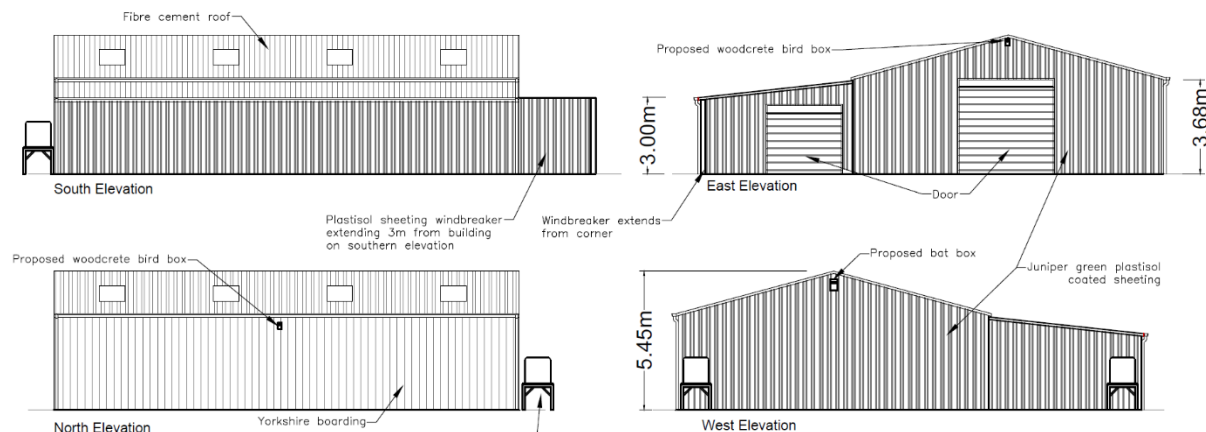 Fibre cement roof
South Elevation
Plastisol sheeting windbreaker
extending 3m from building
on southern elevation
Proposed woodcrete bird box
3.00m
3.68m
East Elevation
Door
Windbreaker extends
from corner
Proposed woodcrete bird box
Yorkshire boarding
North Elevation
Proposed bat box
Juniper green plastisol
coated sheeting
5.45m
West Elevation